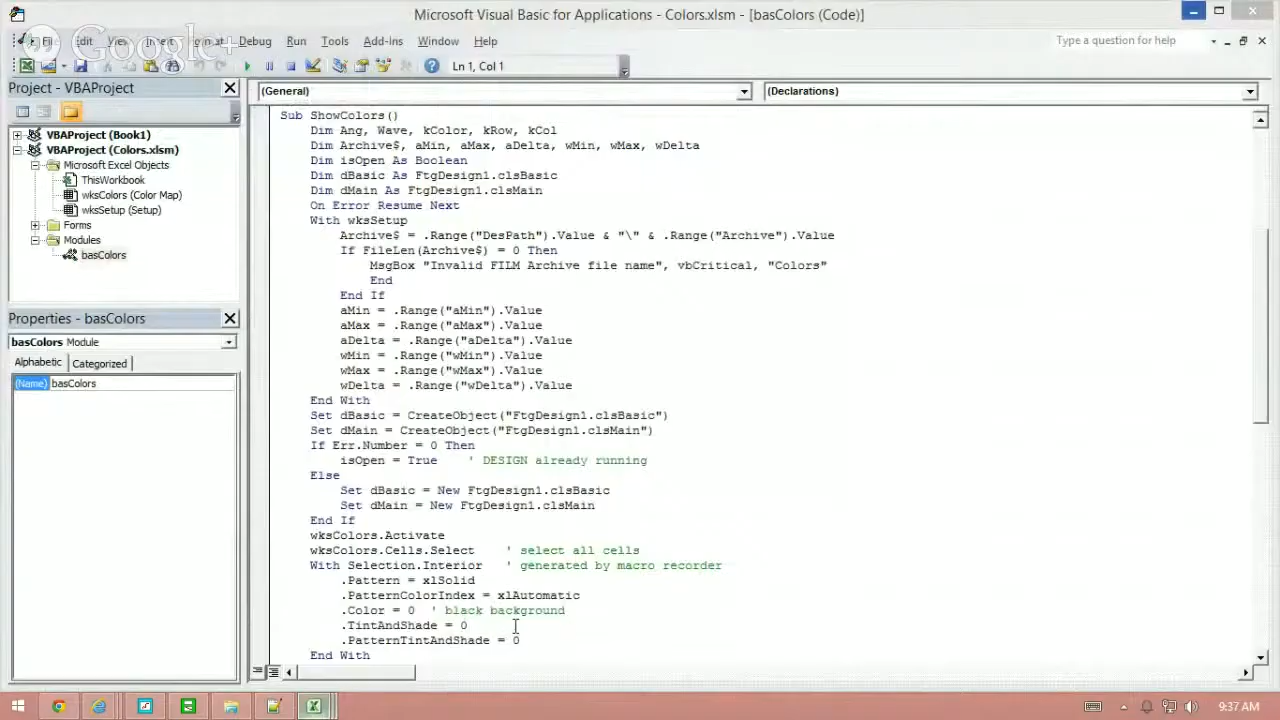 Microsoft Visual Basic for Applications - Colors.xlsm - [basColors (Code)]
Google+
Debug Run Tools Add-Ins Window Help
Type a question for help
Ln 1, Col 1
Project - VBAProject
(General)
(Declarations)
VBAProject (Book1)
VBAProject (Colors.xlsm)
Microsoft Excel Objects
ThisWorkbook
wksColors (Color Map)
wksSetup (Setup)
Forms
Modules
basColors
Properties - basColors
basColors Module
Alphabetic Categorized
(Name) basColors
Sub ShowColors()
Dim Ang, Wave, kColor, kRow, kCol
Dim Archive$, aMin, aMax, aDelta, wMin, wMax, wDelta
Dim isOpen As Boolean
Dim dBasic As FtgDesign1.clsBasic
Dim dMain As FtgDesign1.clsMain
On Error Resume Next
With wksSetup
Archive$ = .Range("DesPath").Value & "\" & .Range("Archive").Value
If FileLen(Archive$) = 0 Then
MsgBox "Invalid FILM Archive file name", vbCritical, "Colors"
End
End If
aMin = .Range("aMin").Value
aMax = .Range("aMax").Value
aDelta = .Range("aDelta").Value
wMin = .Range("wMin").Value
wMax = .Range("wMax").Value
wDelta = .Range("wDelta").Value
End With
Set dBasic = CreateObject("FtgDesign1.clsBasic")
Set dMain = CreateObject("FtgDesign1.clsMain")
If Err.Number = 0 Then
isOpen = True ' DESIGN already running
Else
Set dBasic = New FtgDesign1.clsBasic
Set dMain = New FtgDesign1.clsMain
End If
wksColors.Activate
wksColors.Cells.Select ' select all cells
With Selection.Interior ' generated by macro recorder
.Pattern = xlSolid
.PatternColorIndex = xlAutomatic
.Color = 0 ' black background
.TintAndShade = 0
.PatternTintAndShade = 0
End With
9:37 AM